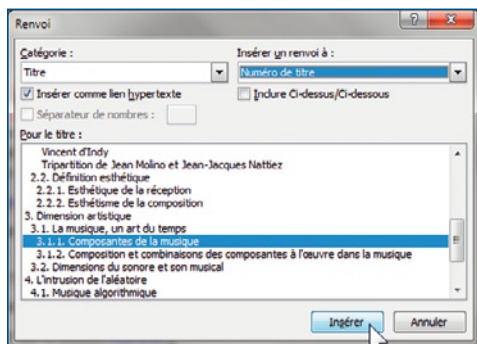 Renvoi
Catégorie :
Insérer un renvoi à :
Titre
Numéro de titre
Insérer comme lien hypertexte
Inclure Ci-dessus/Ci-dessous
Séparateur de nombres :
Pour le titre :
Vincent d'Indy
Tripartition de Jean Molino et Jean-Jacques Nattiez
2.2. Définition esthétique
2.2.1. Esthétique de la réception
2.2.2. Esthétisme de la composition
3. Dimension artistique
3.1. La musique, un art du temps
3.1.1. Composantes de la musique
3.1.2. Composition et combinaisons des composantes à l'œuvre dans la musique
3.2. Dimensions du sonore et son musical
4. L'intrusion de l'aléatoire
4.1. Musique algorithmique
Insérer
Annuler